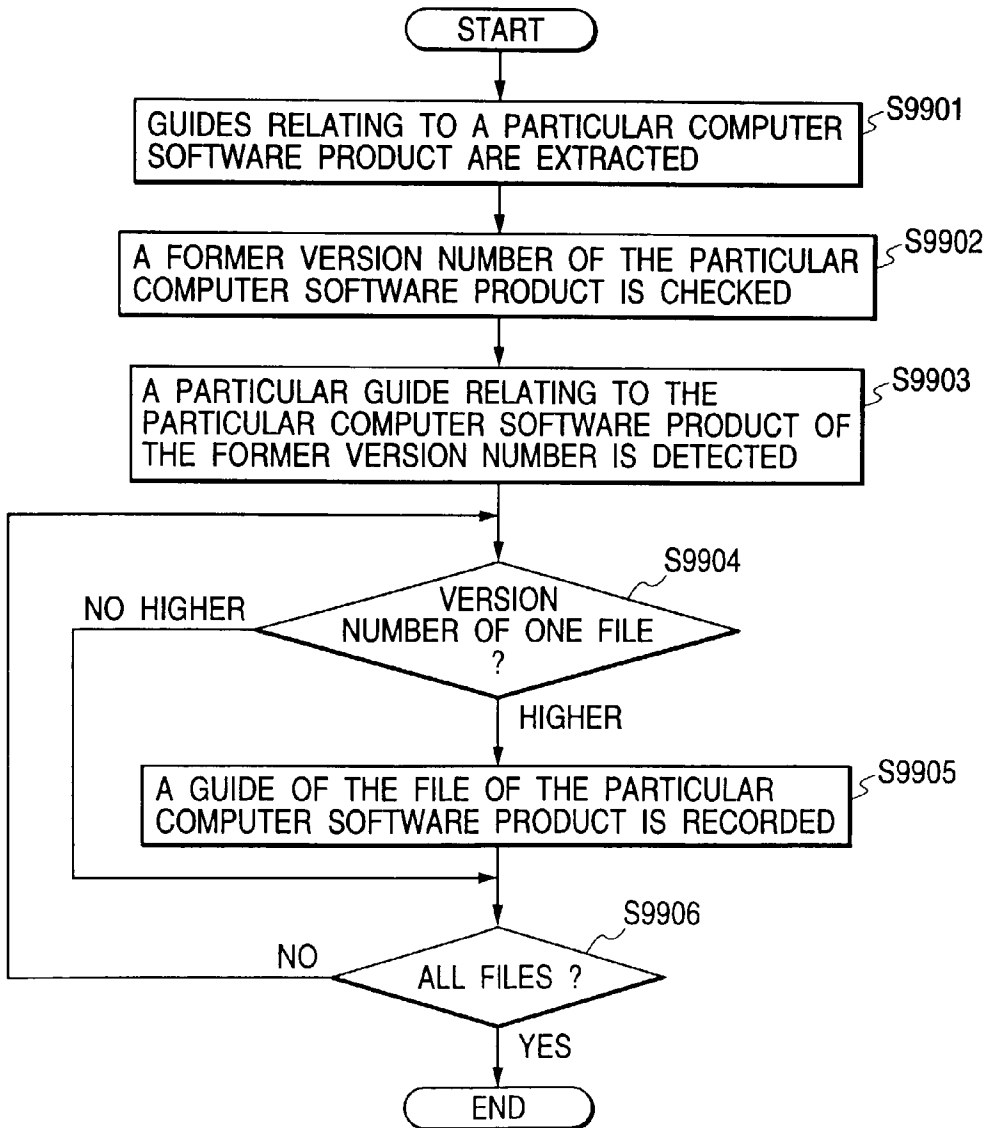 START
GUIDES RELATING TO A PARTICULAR COMPUTER
SOFTWARE PRODUCT ARE EXTRACTED
S9901
A FORMER VERSION NUMBER OF THE PARTICULAR
COMPUTER SOFTWARE PRODUCT IS CHECKED
S9902
A PARTICULAR GUIDE RELATING TO THE
PARTICULAR COMPUTER SOFTWARE PRODUCT OF
THE FORMER VERSION NUMBER IS DETECTED
S9903
S9904
NO HIGHER
VERSION
NUMBER OF ONE FILE
?
HIGHER
A GUIDE OF THE FILE OF THE PARTICULAR
COMPUTER SOFTWARE PRODUCT IS RECORDED
S9905
S9906
NO
ALL FILES ?
YES
END